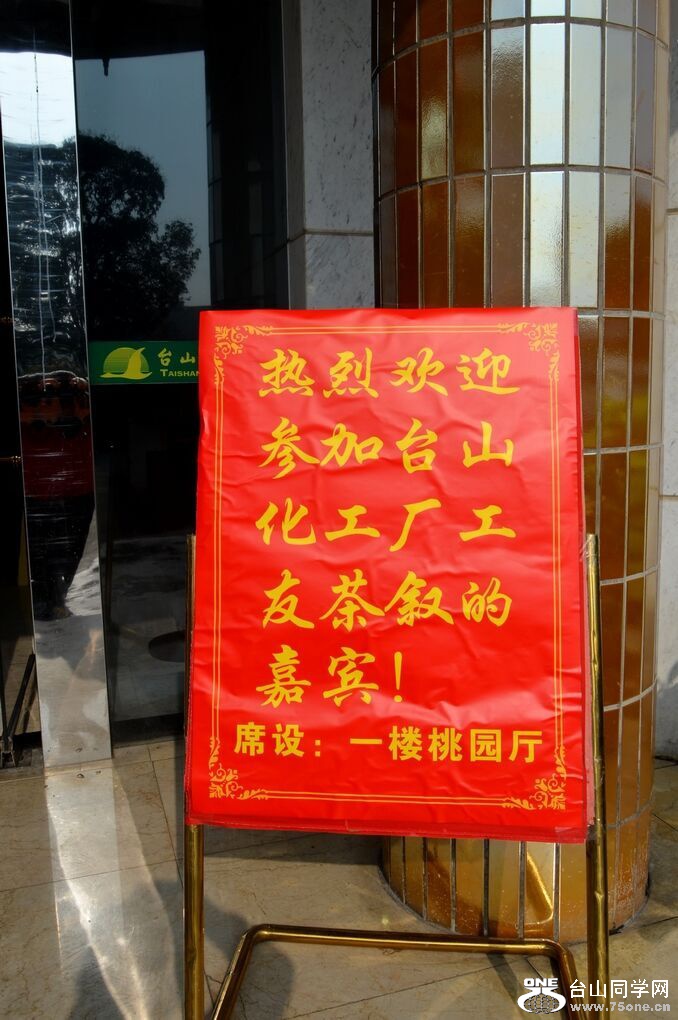 台山
TAISHAN
热烈欢迎
参加台山
化工厂工
友茶叙的
嘉宾！
席设：一楼桃园厅
ONE
台山同学网
www.75one.cn